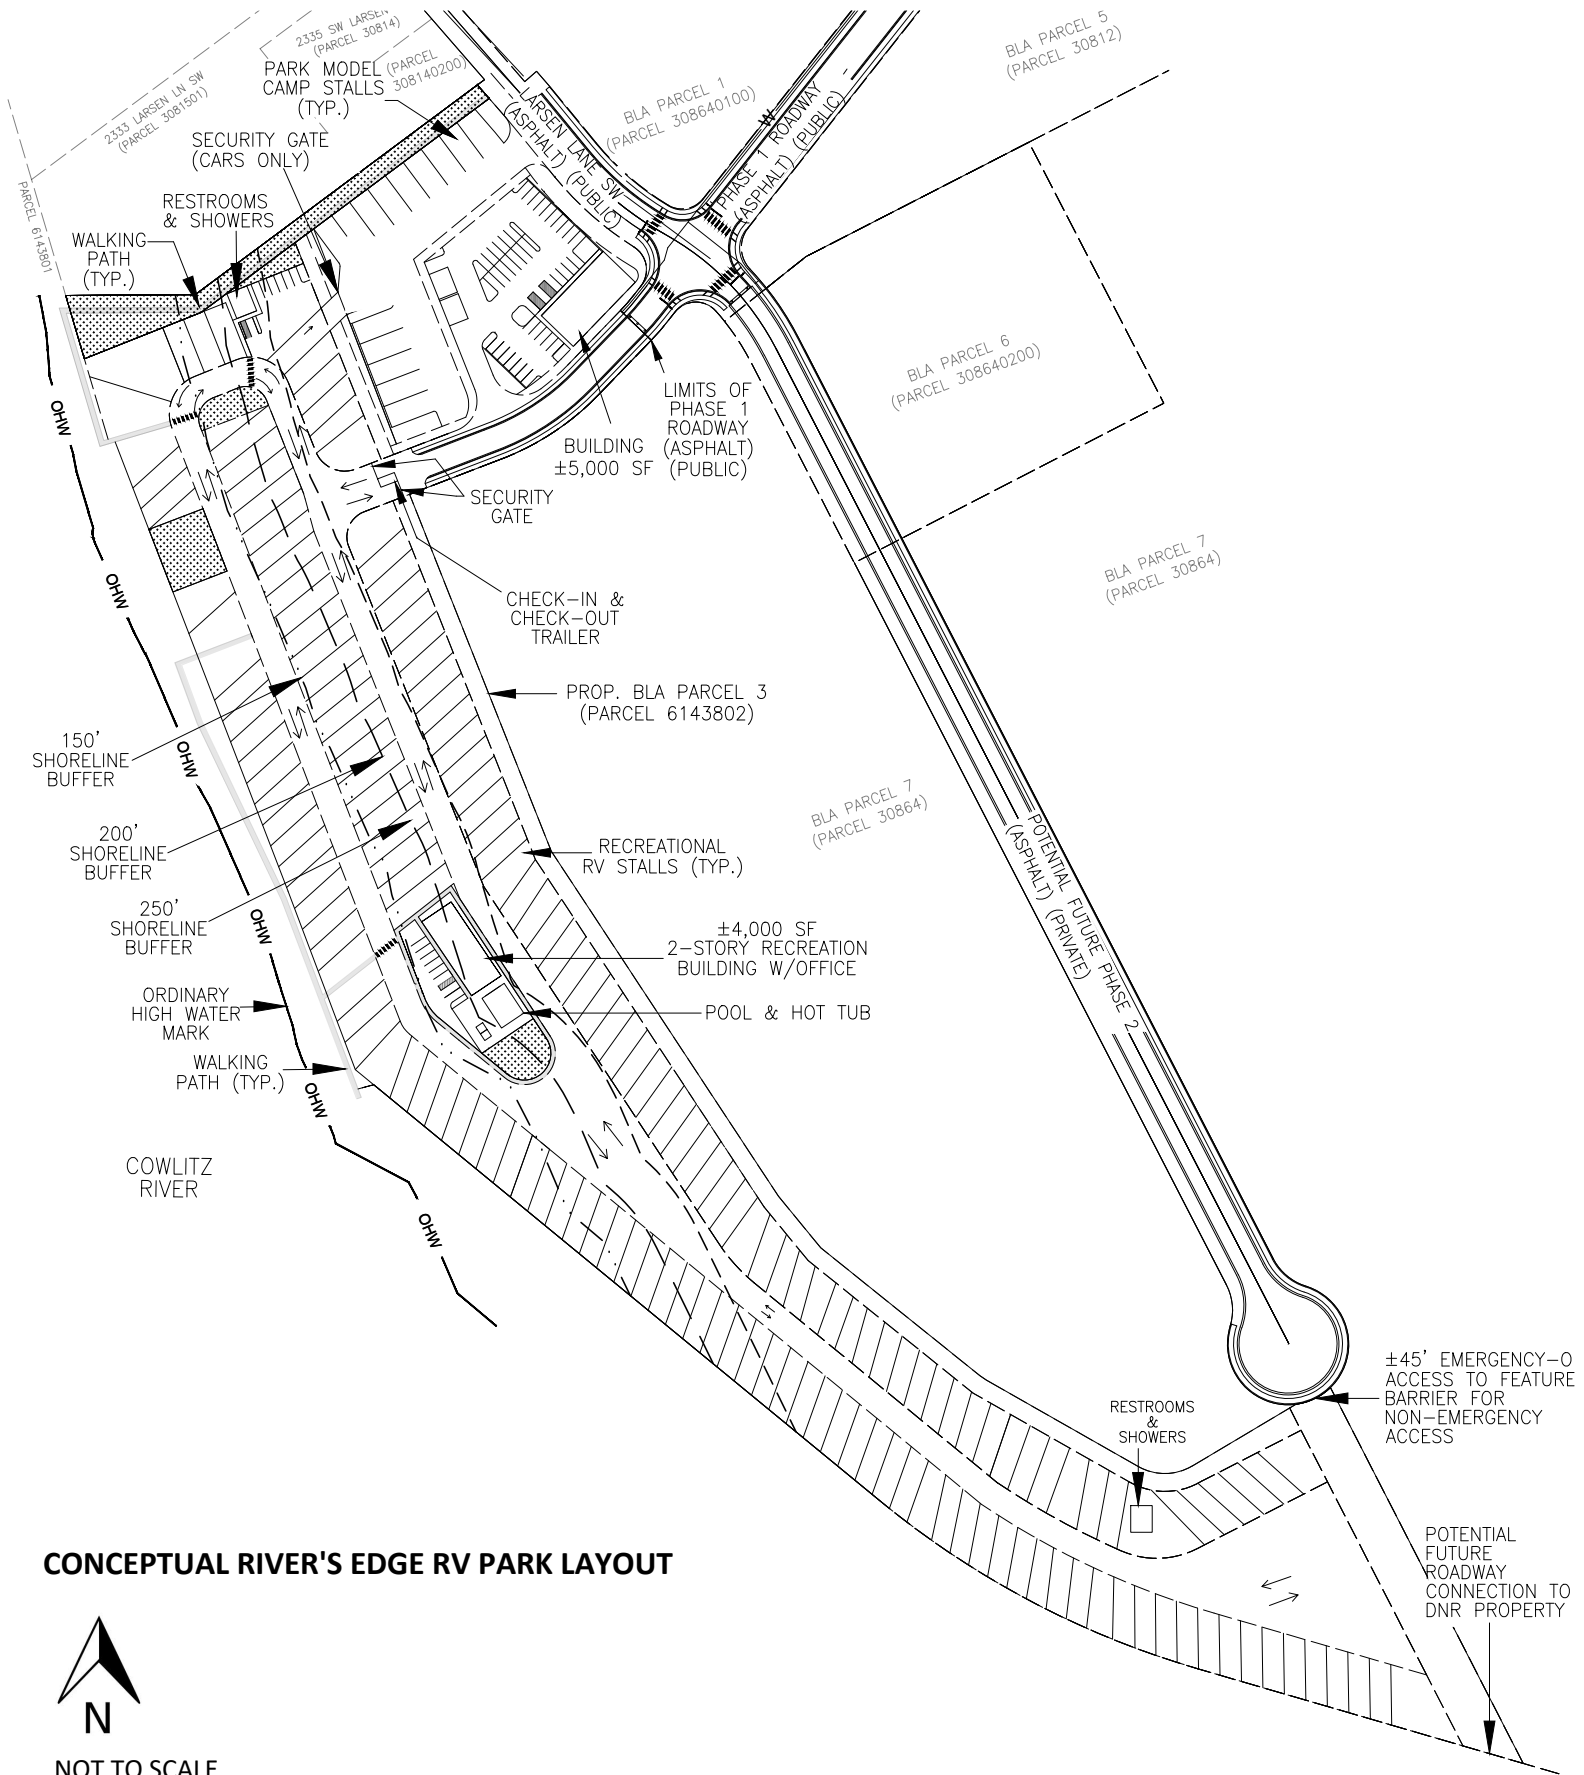 2335 SW LARSEN
(PARCEL 30814)
BLA PARCEL 5
(PARCEL 30812)
PARK MODEL
CAMP STALLS
(TYP.)
(PARCEL
308140200)
2333 LARSEN LN SW
(PARCEL 3081501)
BLA PARCEL 1
(PARCEL 308640100)
W
LARSEN LANE SW
(ASPHALT) (PUBLIC)
PHASE 1 ROADWAY
(ASPHALT) (PUBLIC)
SECURITY GATE
(CARS ONLY)
PARCEL 6143801
RESTROOMS
& SHOWERS
WALKING
PATH
(TYP.)
BLA PARCEL 6
(PARCEL 308640200)
LIMITS OF
PHASE 1
ROADWAY
(ASPHALT)
(PUBLIC)
BUILDING
±5,000 SF
OHW
SECURITY
GATE
BLA PARCEL 7
(PARCEL 30864)
OHW
CHECK-IN &
CHECK-OUT
TRAILER
PROP. BLA PARCEL 3
(PARCEL 6143802)
150'
SHORELINE
BUFFER
OHW
BLA PARCEL 7
(PARCEL 30864)
200'
SHORELINE
BUFFER
RECREATIONAL
RV STALLS (TYP.)
POTENTIAL FUTURE PHASE 2
(ASPHALT) (PRIVATE)
250'
SHORELINE
BUFFER
OHW
±4,000 SF
2-STORY RECREATION
BUILDING W/OFFICE
ORDINARY
HIGH WATER
MARK
POOL & HOT TUB
WALKING
PATH (TYP.)
OHW
COWLITZ
RIVER
OHW
±45' EMERGENCY-O
ACCESS TO FEATURE
BARRIER FOR
NON-EMERGENCY
ACCESS
RESTROOMS
&
SHOWERS
POTENTIAL
FUTURE
ROADWAY
CONNECTION TO
DNR PROPERTY
CONCEPTUAL RIVER'S EDGE RV PARK LAYOUT
N
NOT TO SCALE